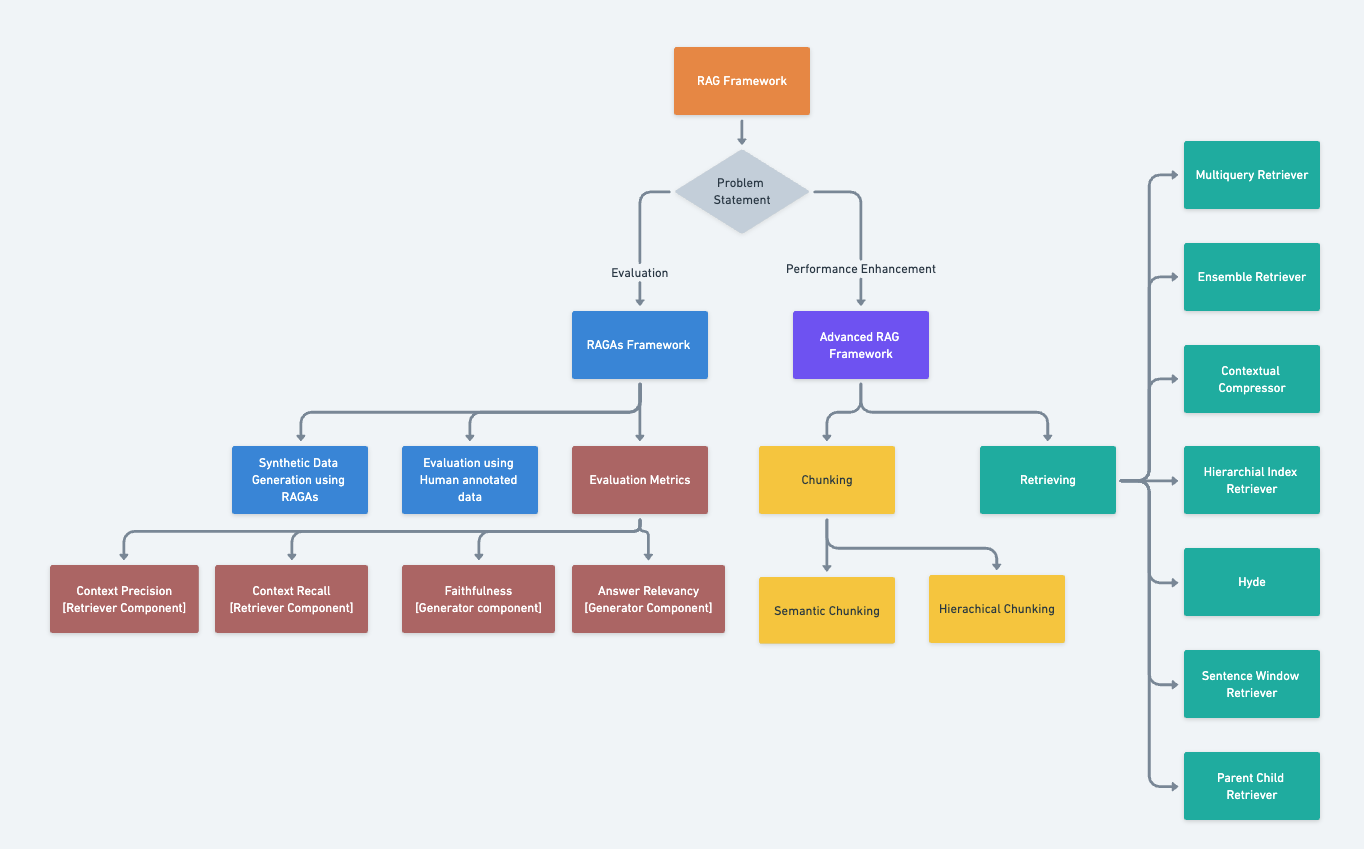 RAG Framework
Problem
Statement
Evaluation
Performance Enhancement
RAGAs Framework
Advanced RAG
Framework
Synthetic Data
Generation using
RAGAs
Evaluation using
Human annotated
data
Evaluation Metrics
Chunking
Retrieving
Context Precision
[Retriever Component]
Context Recall
[Retriever Component]
Faithfulness
[Generator component]
Answer Relevancy
[Generator Component]
Semantic Chunking
Hierachical Chunking
Multiquery Retriever
Ensemble Retriever
Contextual
Compressor
Hierarchial Index
Retriever
Hyde
Sentence Window
Retriever
Parent Child
Retriever